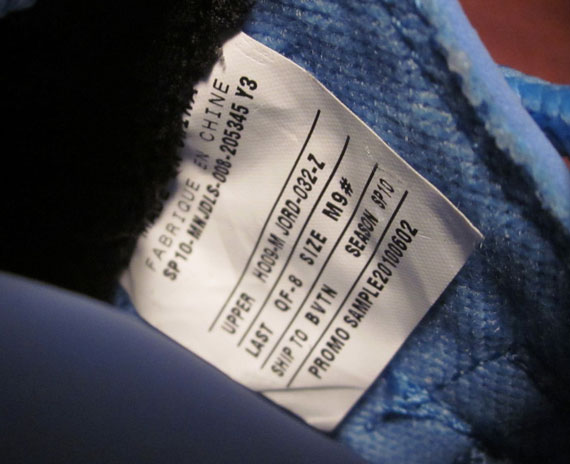 FABRIQUE EN CHINE
SP10-MNJDLS-008-205345 Y3
UPPER HO09-M JORD-032-Z
LAST QF-8 SIZE M9#
SHIP TO BVTN SEASON SP10
PROMO SAMPLE20100602